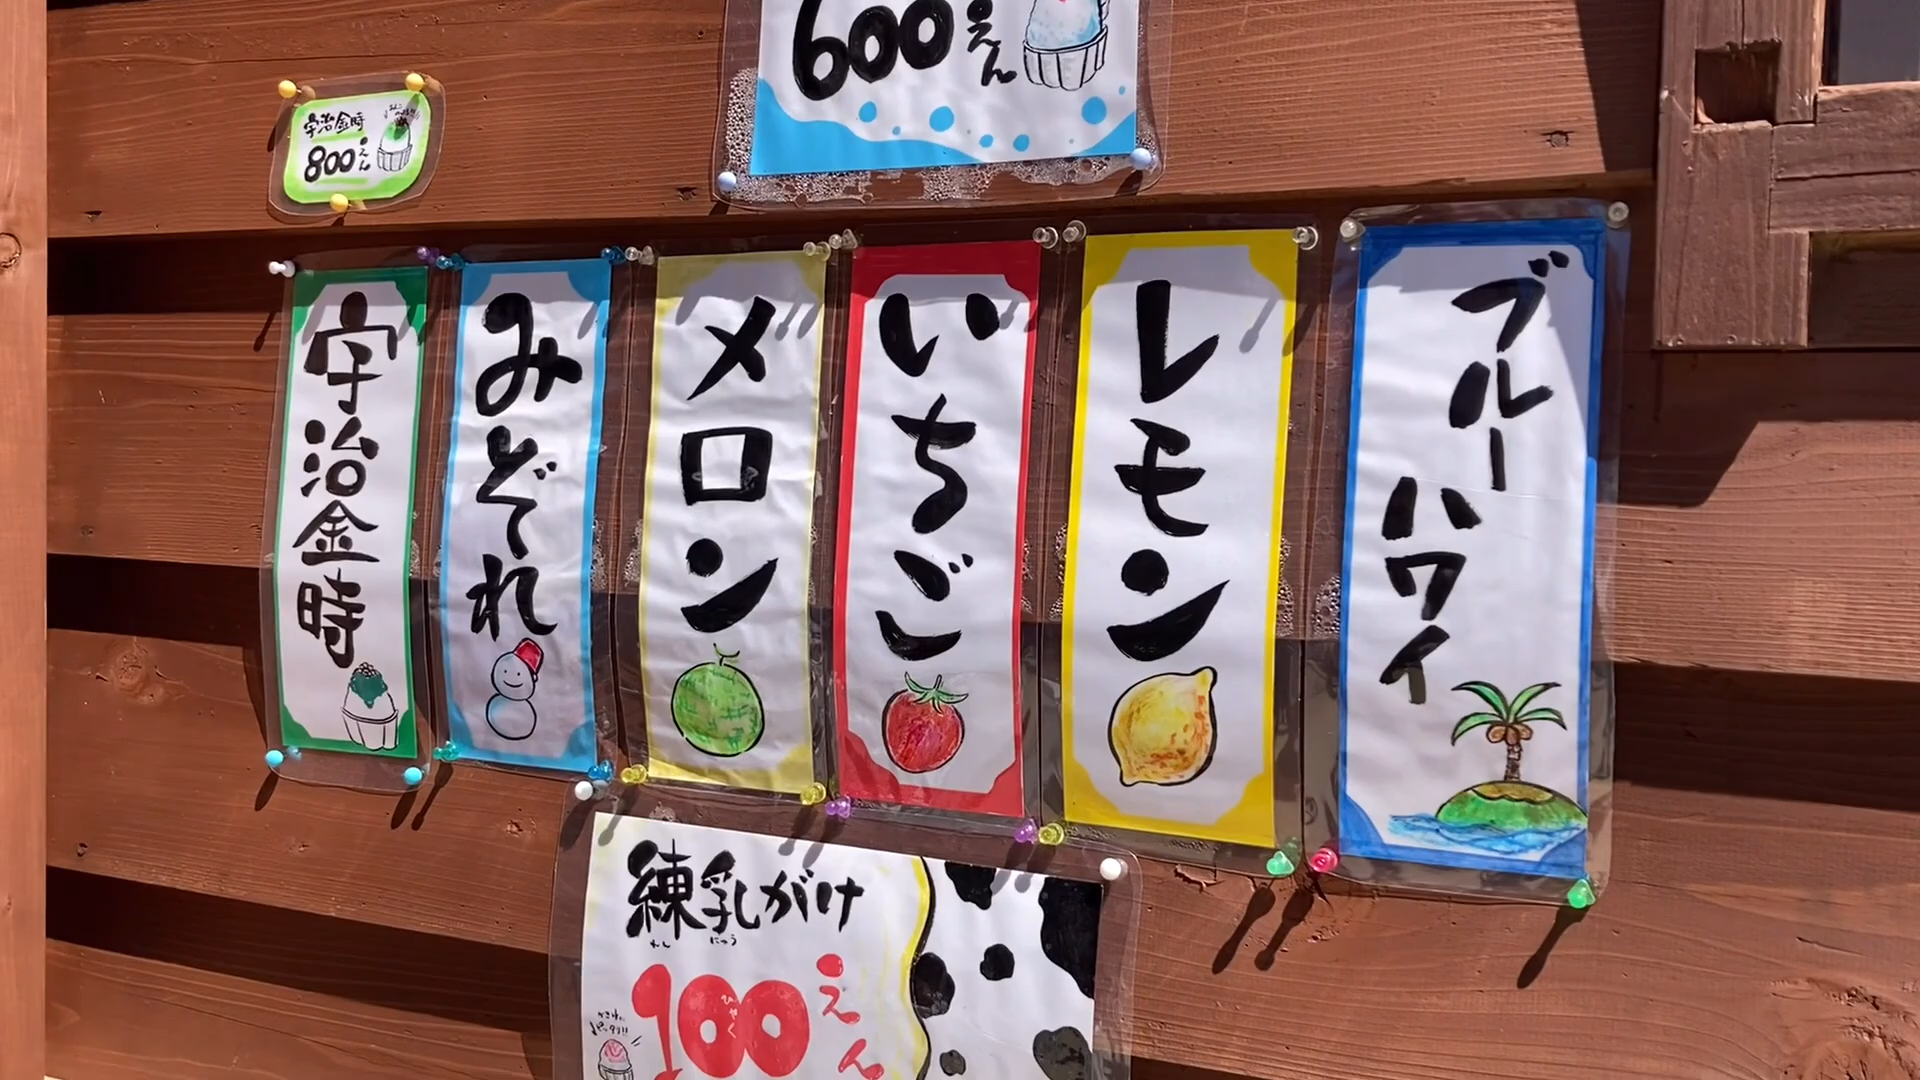 600えん
宇治金時
800えん
ブルーハワイ
レモン
いちご
メロン
みぞれ
宇治金時
練乳がけ
れん にゅう
100えん
ひゃく